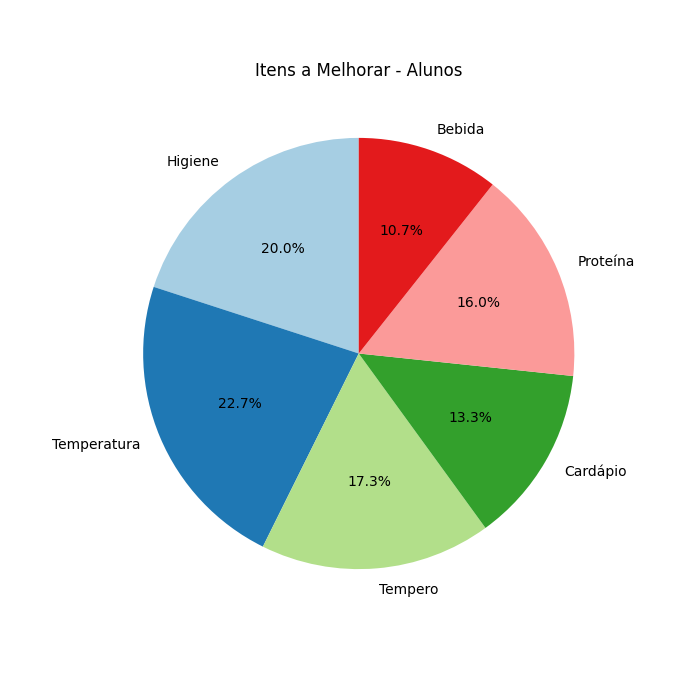 Itens a Melhorar - Alunos
Bebida
Higiene
10.7%
20.0%
Proteína
16.0%
22.7%
13.3%
Temperatura
Cardápio
17.3%
Tempero